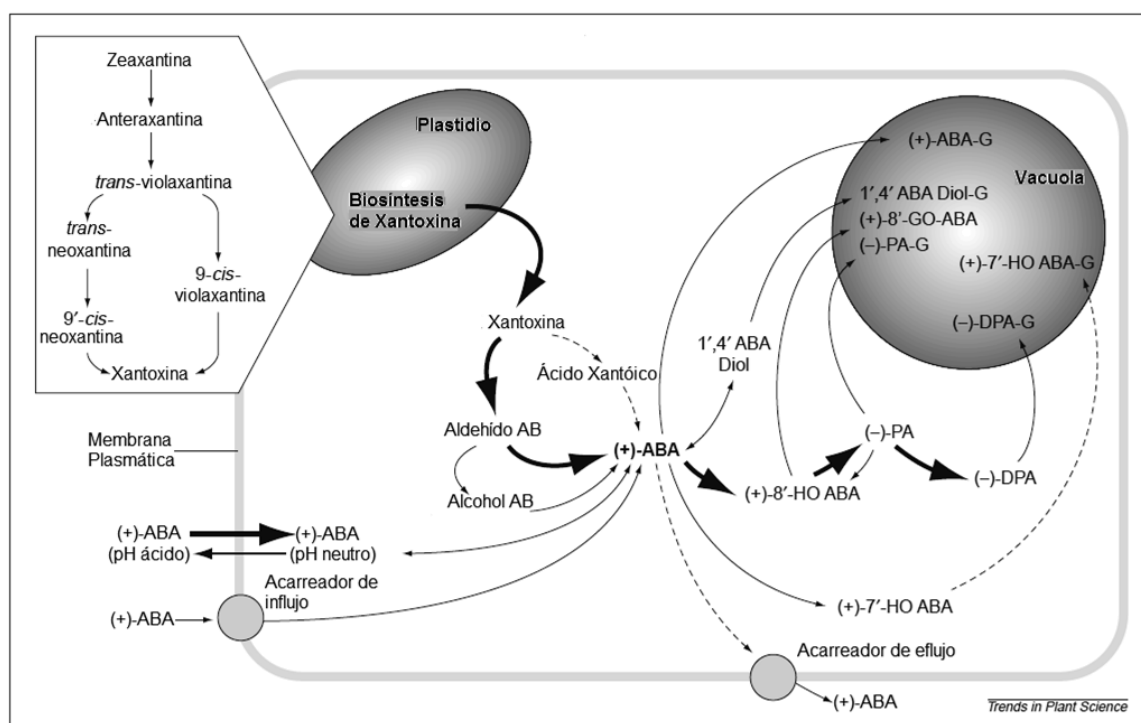 Zeaxantina
Anteraxantina
trans-violaxantina
trans-
neoxantina
9-cis-
violaxantina
9′-cis-
neoxantina
Xantoxina
Plastidio
Biosíntesis
de Xantoxina
Xantoxina
Ácido Xantóico
Aldehído AB
Alcohol AB
(+)-ABA
1′,4′ ABA
Diol
(+)-8′-HO ABA
(–)-PA
(–)-DPA
(+)-7′-HO ABA
Vacuola
(+)-ABA-G
1′,4′ ABA Diol-G
(+)-8′-GO-ABA
(–)-PA-G
(+)-7′-HO ABA-G
(–)-DPA-G
Membrana
Plasmática
(+)-ABA
(pH ácido)
(+)-ABA
(pH neutro)
Acarreador de
influjo
(+)-ABA
Acarreador de eflujo
(+)-ABA
Trends in Plant Science